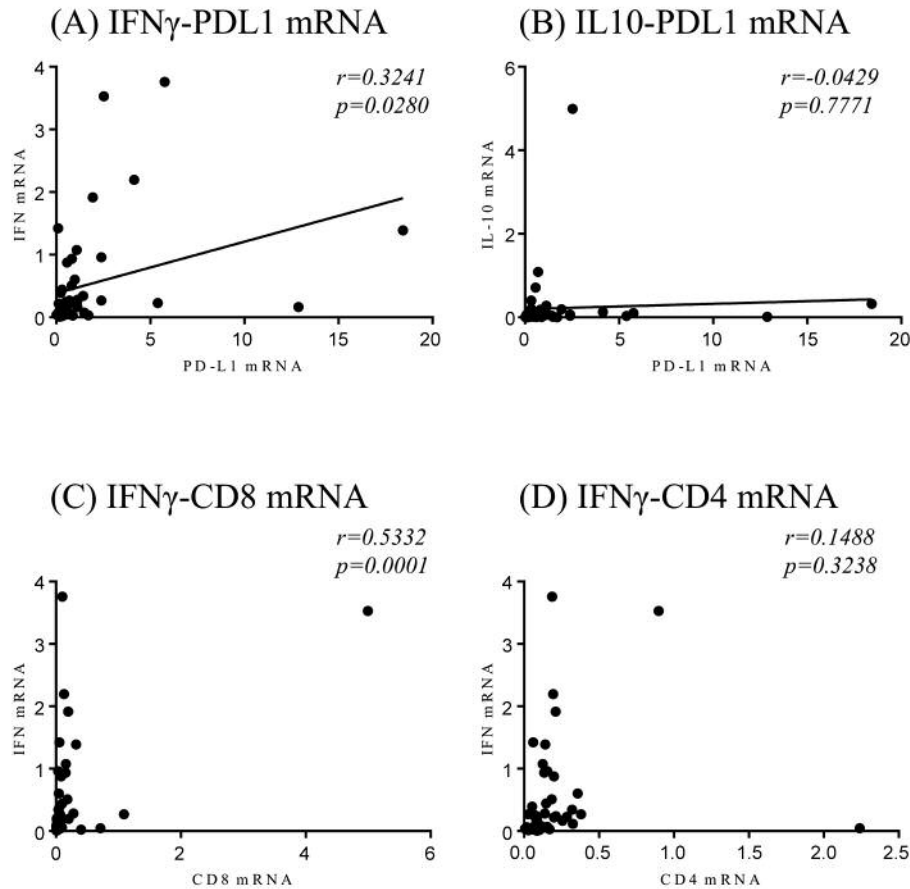 (A) IFNγ-PDL1 mRNA
r=0.3241
p=0.0280
4
3
2
1
0
IFN mRNA
0
5
10
15
20
PD-L1 mRNA
(B) IL10-PDL1 mRNA
r=-0.0429
p=0.7771
6
4
2
0
IL-10 mRNA
0
5
10
15
20
PD-L1 mRNA
(C) IFNγ-CD8 mRNA
r=0.5332
p=0.0001
4
3
2
1
0
IFN mRNA
0
2
4
6
CD8 mRNA
(D) IFNγ-CD4 mRNA
r=0.1488
p=0.3238
4
3
2
1
0
IFN mRNA
0.0
0.5
1.0
1.5
2.0
2.5
CD4 mRNA